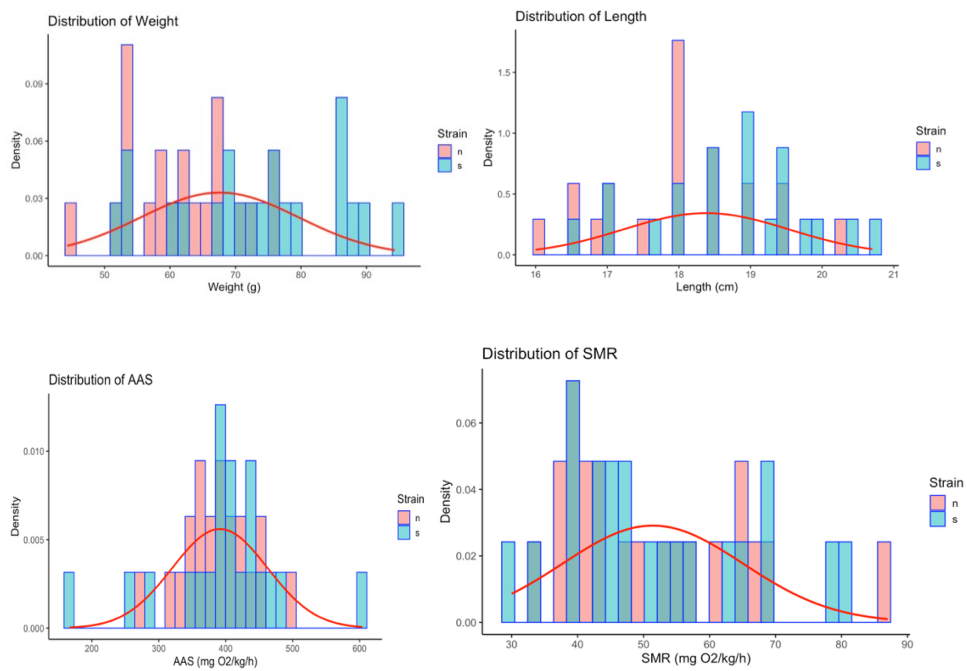 Distribution of Weight
0.09
0.06
0.03
0.00
Density
50 60 70 80 90
Weight (g)
Strain
n
s
Distribution of Length
1.5
1.0
0.5
0.0
Density
16 17 18 19 20 21
Length (cm)
Strain
n
s
Distribution of AAS
0.010
0.005
0.000
Density
200 300 400 500 600
AAS (mg O2/kg/h)
Strain
n
s
Distribution of SMR
0.06
0.04
0.02
0.00
Density
30 40 50 60 70 80 90
SMR (mg O2/kg/h)
Strain
n
s